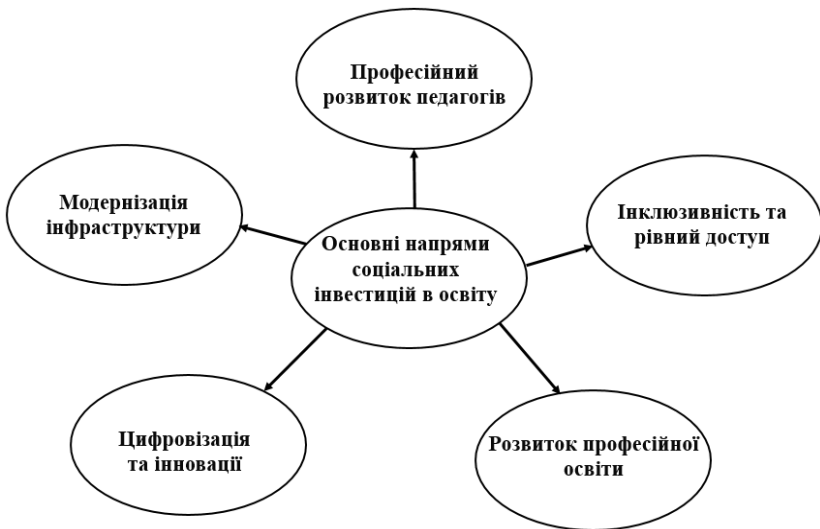 Професійний
розвиток педагогів
Модернізація
інфраструктури
Інклюзивність та
рівний доступ
Основні напрями
соціальних
інвестицій в освіту
Цифровізація
та інновації
Розвиток професійної
освіти